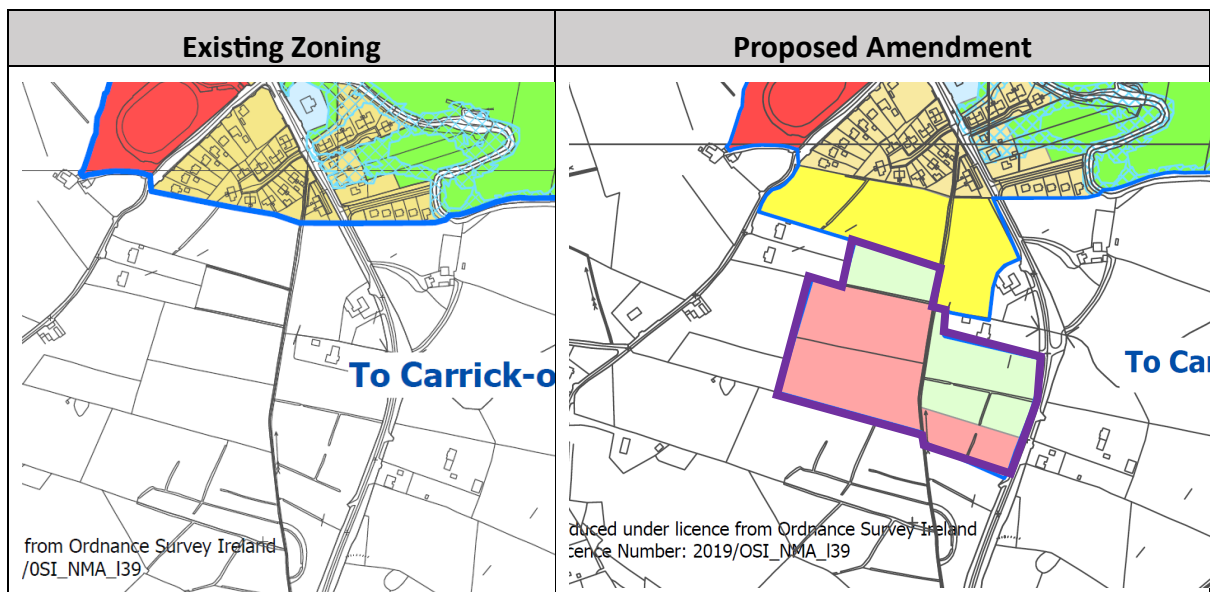 Existing Zoning
Proposed Amendment
To Carrick-o
from Ordnance Survey Ireland
/0SI_NMA_l39
To Car
duced under licence from Ordnance Survey Ireland
cence Number: 2019/OSI_NMA_l39